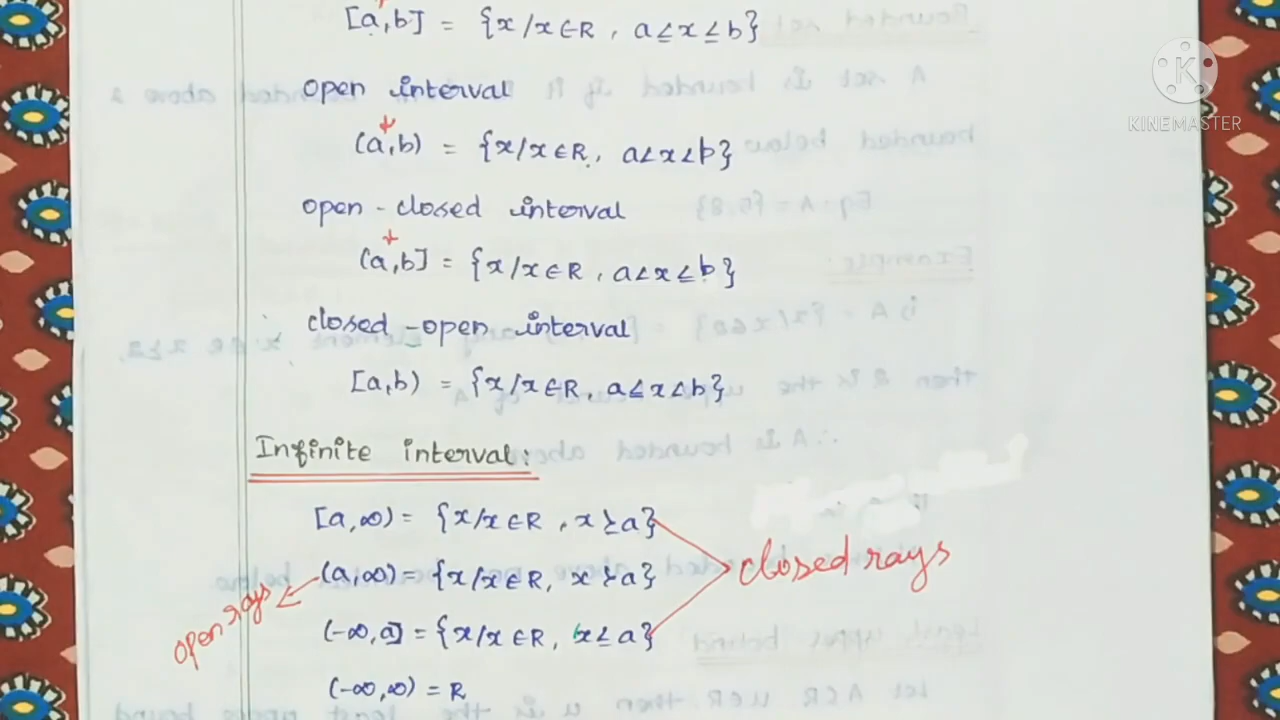 [a,b] = {x/x∈R, a≤x≤b}
open interval
(a,b) = {x/x∈R, a<x<b}
open-closed interval
(a,b] = {x/x∈R, a<x≤b}
closed-open interval
[a,b) = {x/x∈R, a≤x<b}
Infinite interval:
[a,∞) = {x/x∈R, x≥a}
(a,∞) = {x/x∈R, x>a}
(-∞,a] = {x/x∈R, x≤a}
(-∞,∞) = R
open rays
closed rays
K
KINEMASTER